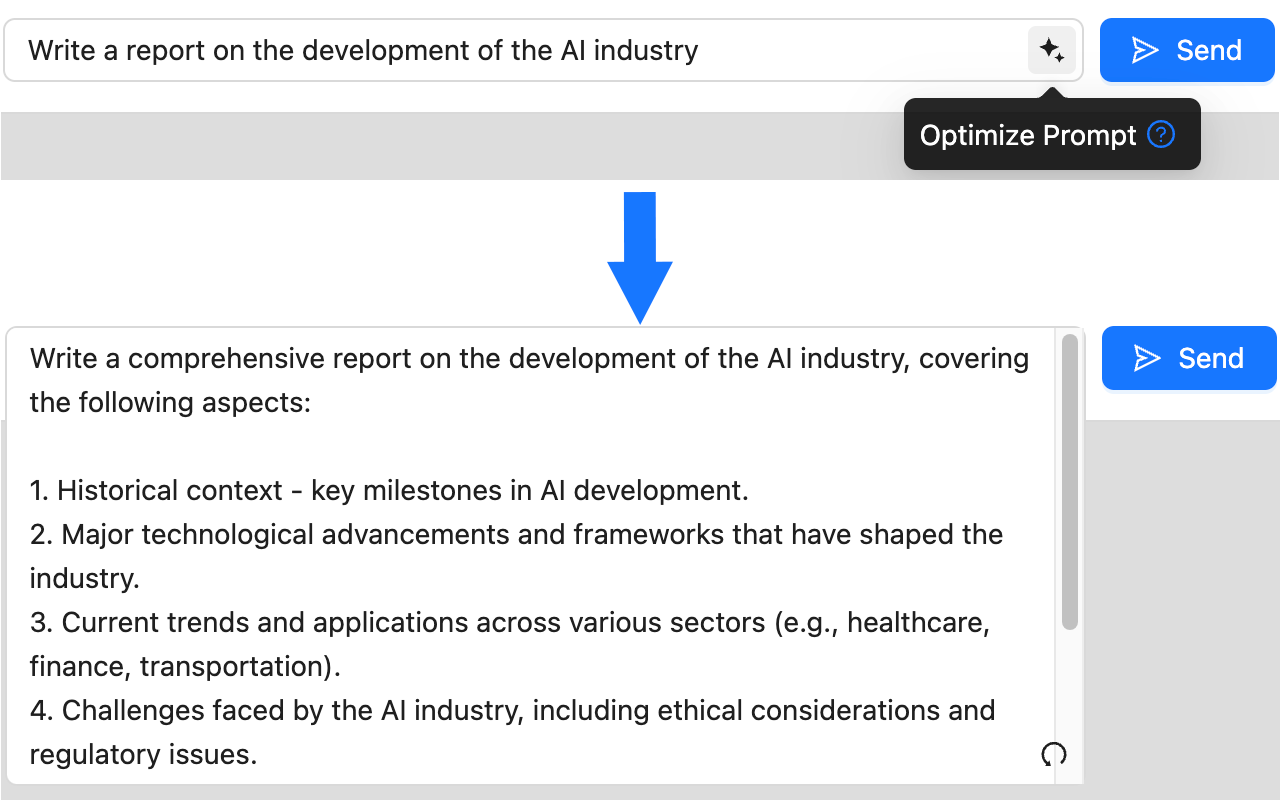 Write a report on the development of the AI industry
Send
Optimize Prompt ?
Write a comprehensive report on the development of the AI industry, covering
the following aspects:
Send
1. Historical context - key milestones in AI development.
2. Major technological advancements and frameworks that have shaped the
industry.
3. Current trends and applications across various sectors (e.g., healthcare,
finance, transportation).
4. Challenges faced by the AI industry, including ethical considerations and
regulatory issues.